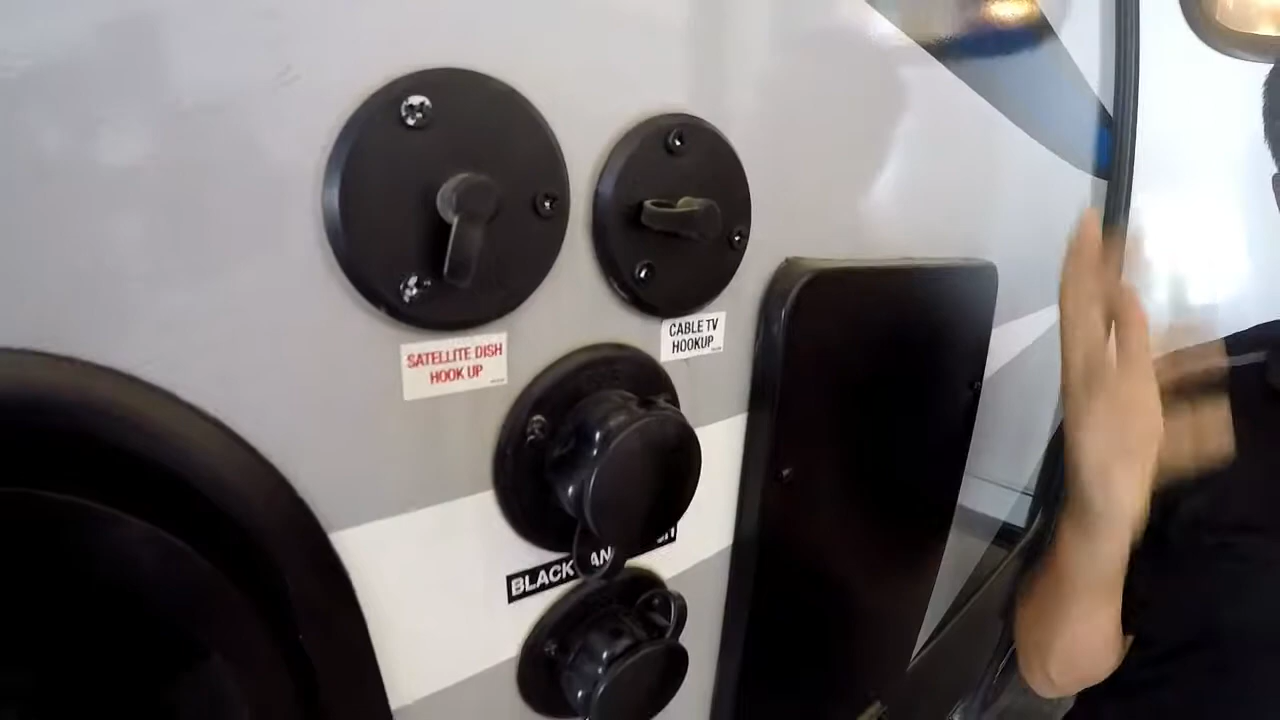 SATELLITE DISH
HOOK UP
CABLE TV
HOOKUP
BLACK